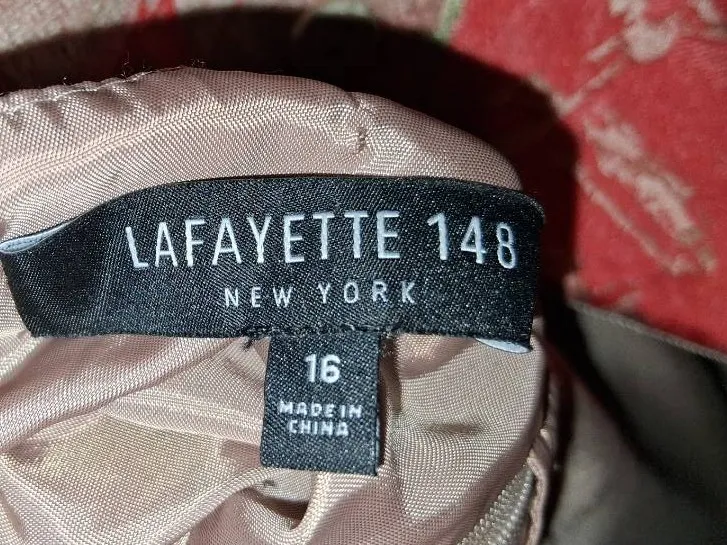 LAFAYETTE 148
NEW YORK
16
MADE IN
CHINA